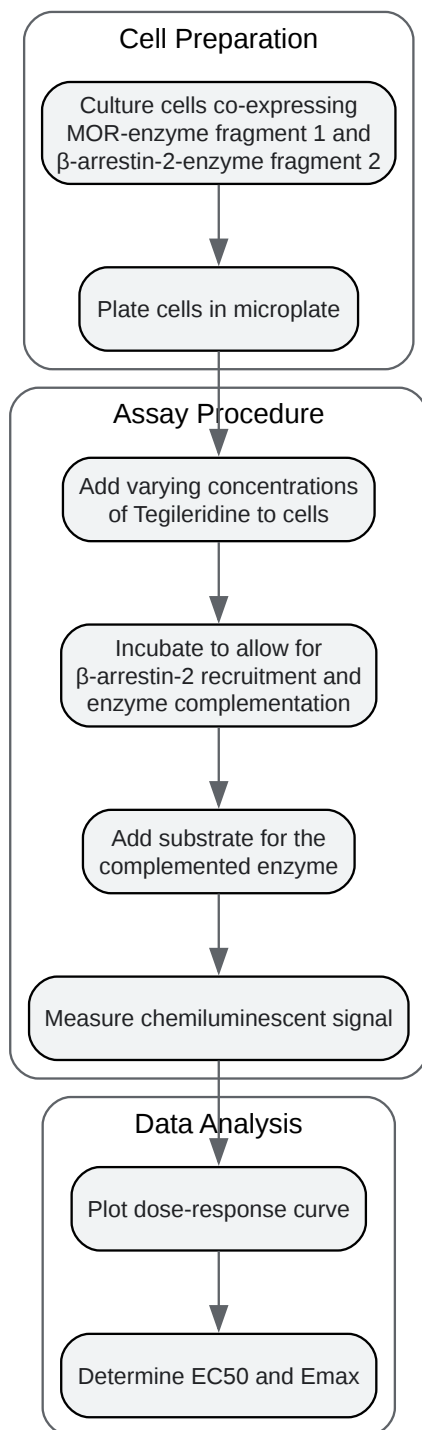 Cell Preparation
Culture cells co-expressing
MOR-enzyme fragment 1 and
β-arrestin-2-enzyme fragment 2
Plate cells in microplate
Assay Procedure
Add varying concentrations
of Tegileridine to cells
Incubate to allow for
β-arrestin-2 recruitment and
enzyme complementation
Add substrate for the
complemented enzyme
Measure chemiluminescent signal
Data Analysis
Plot dose-response curve
Determine EC50 and Emax